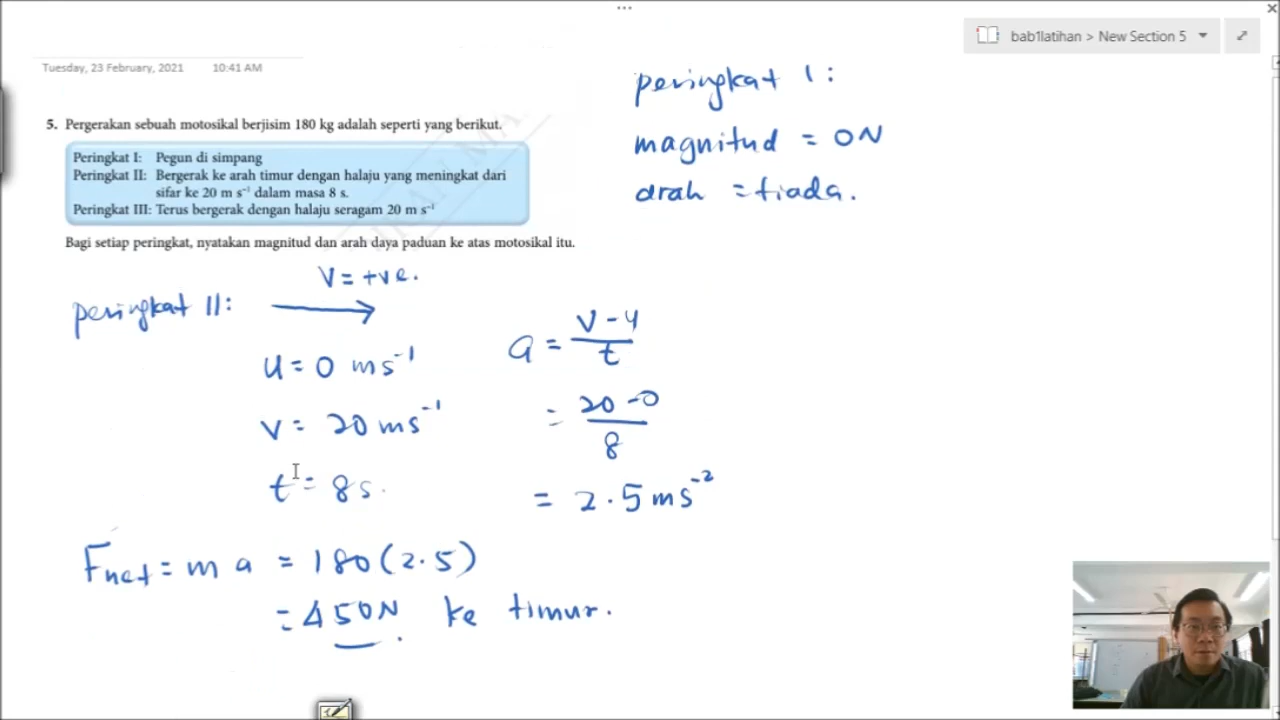 bab1latihan > New Section 5
Tuesday, 23 February, 2021 10:41 AM
5. Pergerakan sebuah motosikal berjisim 180 kg adalah seperti yang berikut.
Peringkat I: Pegun di simpang
Peringkat II: Bergerak ke arah timur dengan halaju yang meningkat dari
sifar ke 20 m s⁻¹ dalam masa 8 s.
Peringkat III: Terus bergerak dengan halaju seragam 20 m s⁻¹
Bagi setiap peringkat, nyatakan magnitud dan arah daya paduan ke atas motosikal itu.
peringkat I:
magnitud = 0N
arah = tiada.
peringkat II:
V = +ve.
u = 0 ms⁻¹
v = 20 ms⁻¹
t = 8s.
a = v-u/t
= 20-0/8
= 2.5 ms⁻²
Fnet = m a = 180(2.5)
= 450N ke timur.